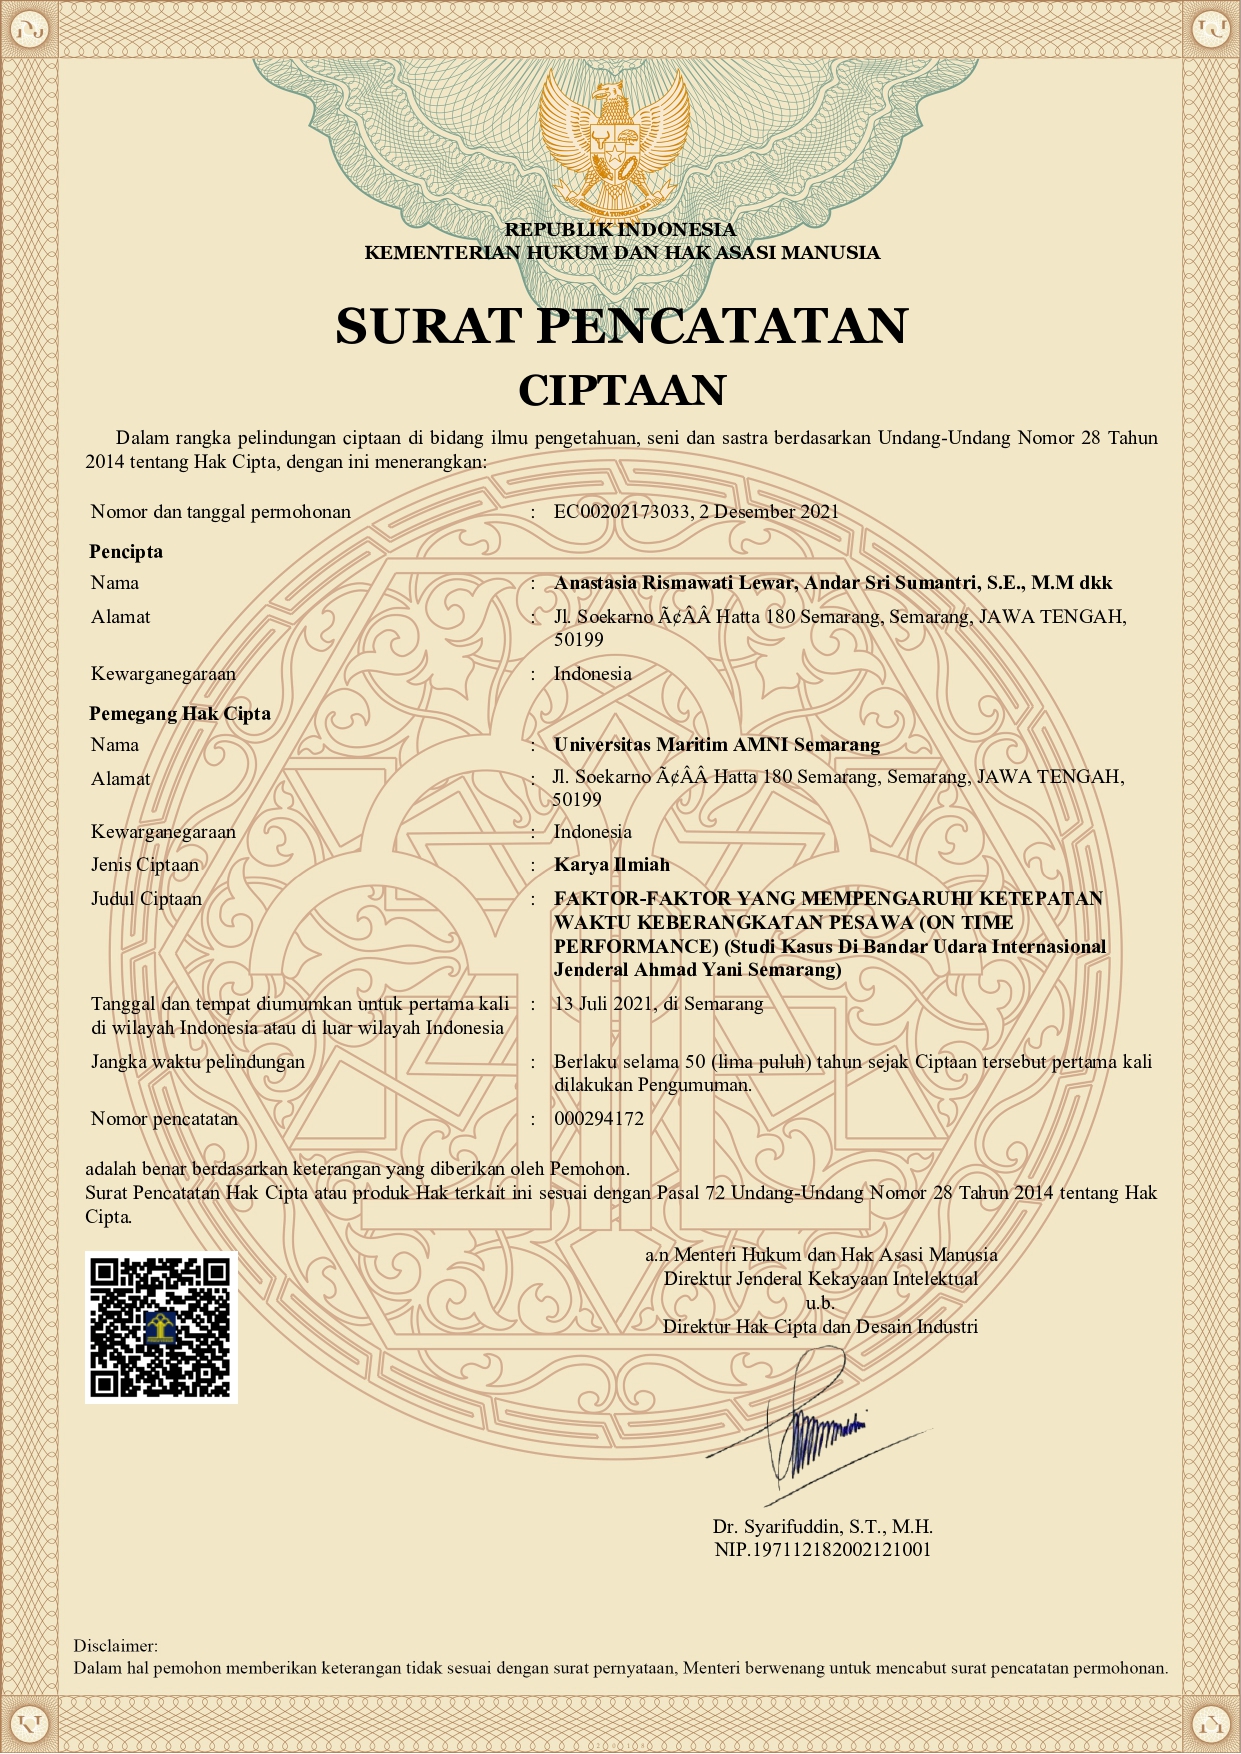 REPUBLIK INDONESIA
KEMENTERIAN HUKUM DAN HAK ASASI MANUSIA
SURAT PENCATATAN
CIPTAAN
Dalam rangka pelindungan ciptaan di bidang ilmu pengetahuan, seni dan sastra berdasarkan Undang-Undang Nomor 28 Tahun
2014 tentang Hak Cipta, dengan ini menerangkan:
Nomor dan tanggal permohonan : EC00202173033, 2 Desember 2021
Pencipta
Nama : Anastasia Rismawati Lewar, Andar Sri Sumantri, S.E., M.M dkk
Alamat : Jl. Soekarno Ã¢ÂÂ Hatta 180 Semarang, Semarang, JAWA TENGAH,
50199
Kewarganegaraan : Indonesia
Pemegang Hak Cipta
Nama : Universitas Maritim AMNI Semarang
Alamat : Jl. Soekarno Ã¢ÂÂ Hatta 180 Semarang, Semarang, JAWA TENGAH,
50199
Kewarganegaraan : Indonesia
Jenis Ciptaan : Karya Ilmiah
Judul Ciptaan : FAKTOR-FAKTOR YANG MEMPENGARUHI KETEPATAN
WAKTU KEBERANGKATAN PESAWA (ON TIME
PERFORMANCE) (Studi Kasus Di Bandar Udara Internasional
Jenderal Ahmad Yani Semarang)
Tanggal dan tempat diumumkan untuk pertama kali : 13 Juli 2021, di Semarang
di wilayah Indonesia atau di luar wilayah Indonesia
Jangka waktu pelindungan : Berlaku selama 50 (lima puluh) tahun sejak Ciptaan tersebut pertama kali
dilakukan Pengumuman.
Nomor pencatatan : 000294172
adalah benar berdasarkan keterangan yang diberikan oleh Pemohon.
Surat Pencatatan Hak Cipta atau produk Hak terkait ini sesuai dengan Pasal 72 Undang-Undang Nomor 28 Tahun 2014 tentang Hak
Cipta.
a.n Menteri Hukum dan Hak Asasi Manusia
Direktur Jenderal Kekayaan Intelektual
u.b.
Direktur Hak Cipta dan Desain Industri
Dr. Syarifuddin, S.T., M.H.
NIP.197112182002121001
Disclaimer:
Dalam hal pemohon memberikan keterangan tidak sesuai dengan surat pernyataan, Menteri berwenang untuk mencabut surat pencatatan permohonan.